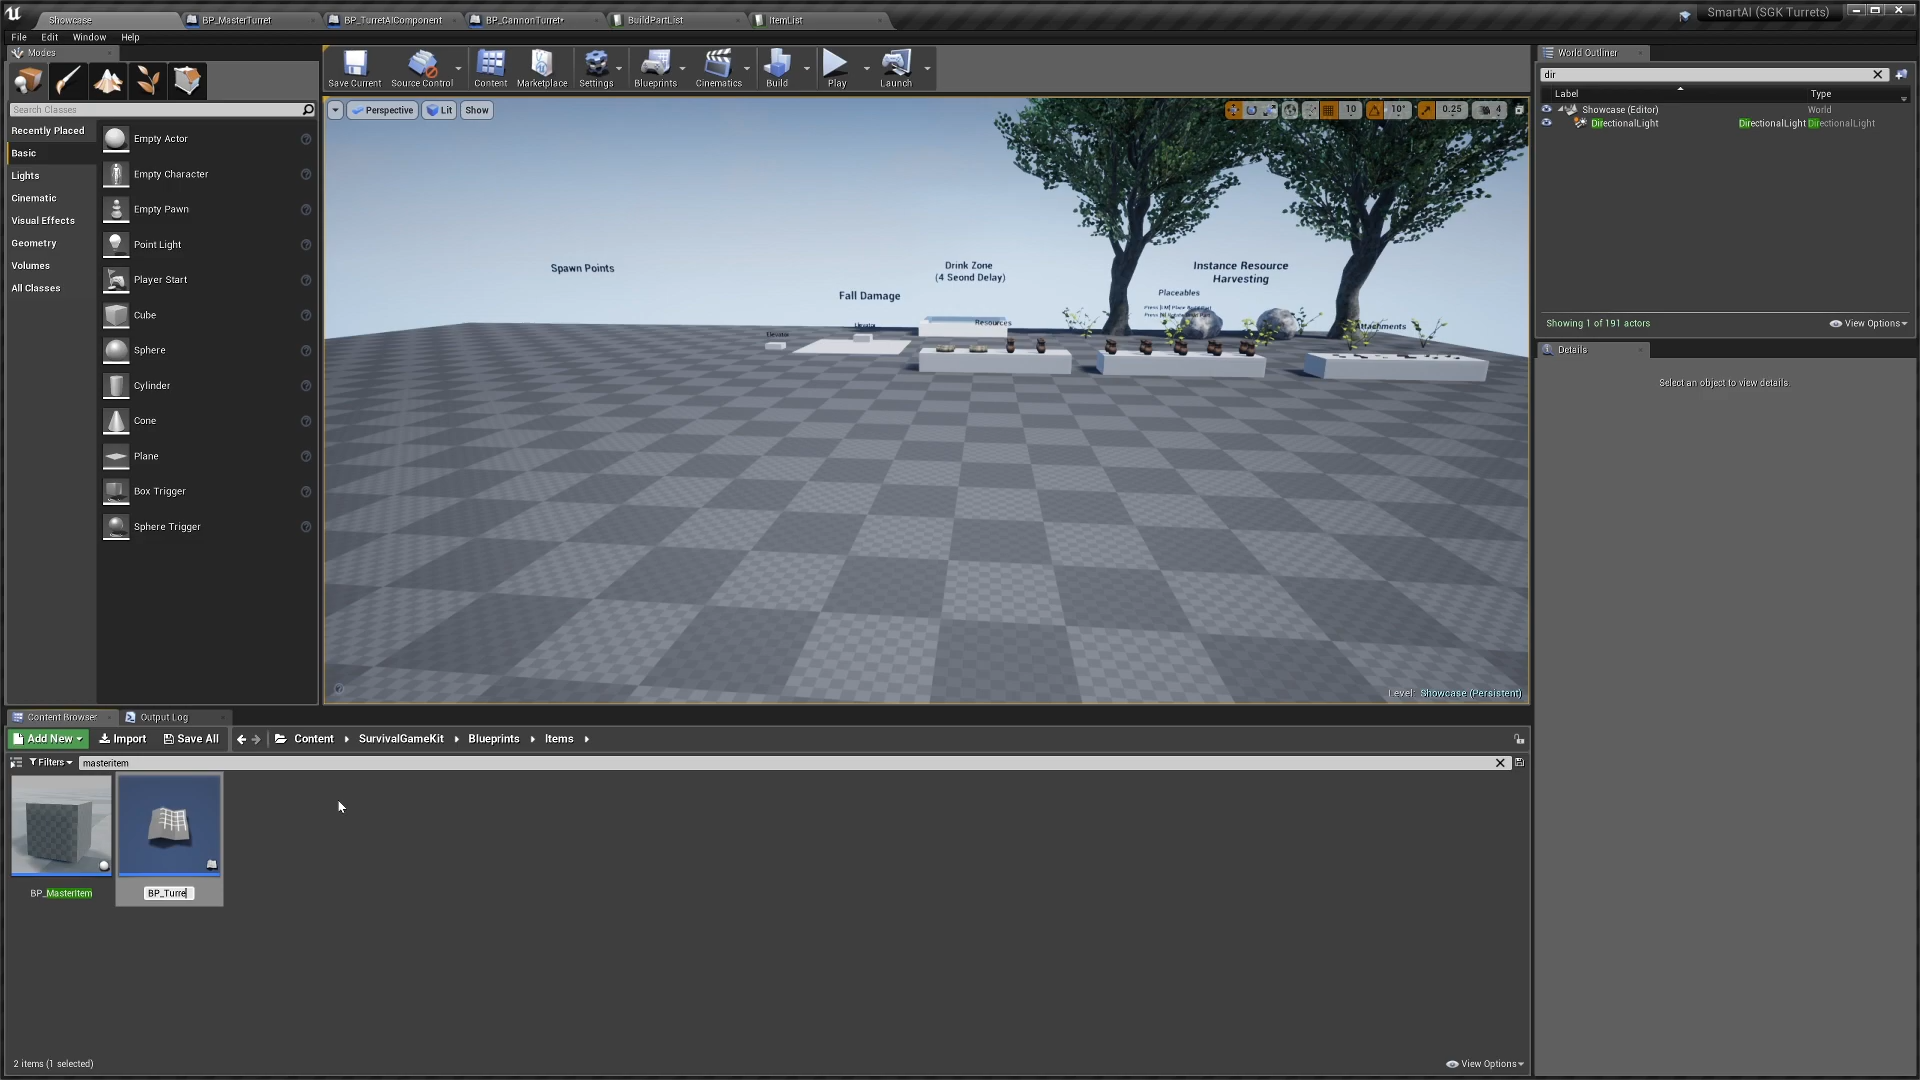 Showcase
BP_MasterTurret
BP_TurretAIComponent
BP_CannonTurret*
BuildPartList
ItemList
SmartAI (SGK Turrets)
File Edit Window Help
Modes
Save Current
Source Control
Content
Marketplace
Settings
Blueprints
Cinematics
Build
Play
Launch
Search Classes
Recently Placed
Basic
Lights
Cinematic
Visual Effects
Geometry
Volumes
All Classes
Empty Actor
Empty Character
Empty Pawn
Point Light
Player Start
Cube
Sphere
Cylinder
Cone
Plane
Box Trigger
Sphere Trigger
Perspective
Lit
Show
10
10°
0.25
4
Spawn Points
Fall Damage
Drink Zone
(4 Seond Delay)
Instance Resource
Harvesting
Placeables
Resources
Elevator
Attachments
Level: Showcase (Persistent)
World Outliner
dir
Label Type
Showcase (Editor) World
DirectionalLight DirectionalLight DirectionalLight
Showing 1 of 191 actors
View Options
Details
Select an object to view details.
Content Browser
Output Log
Add New
Import
Save All
Content
SurvivalGameKit
Blueprints
Items
Filters
masteritem
BP_MasterItem
BP_Turre
2 items (1 selected)
View Options